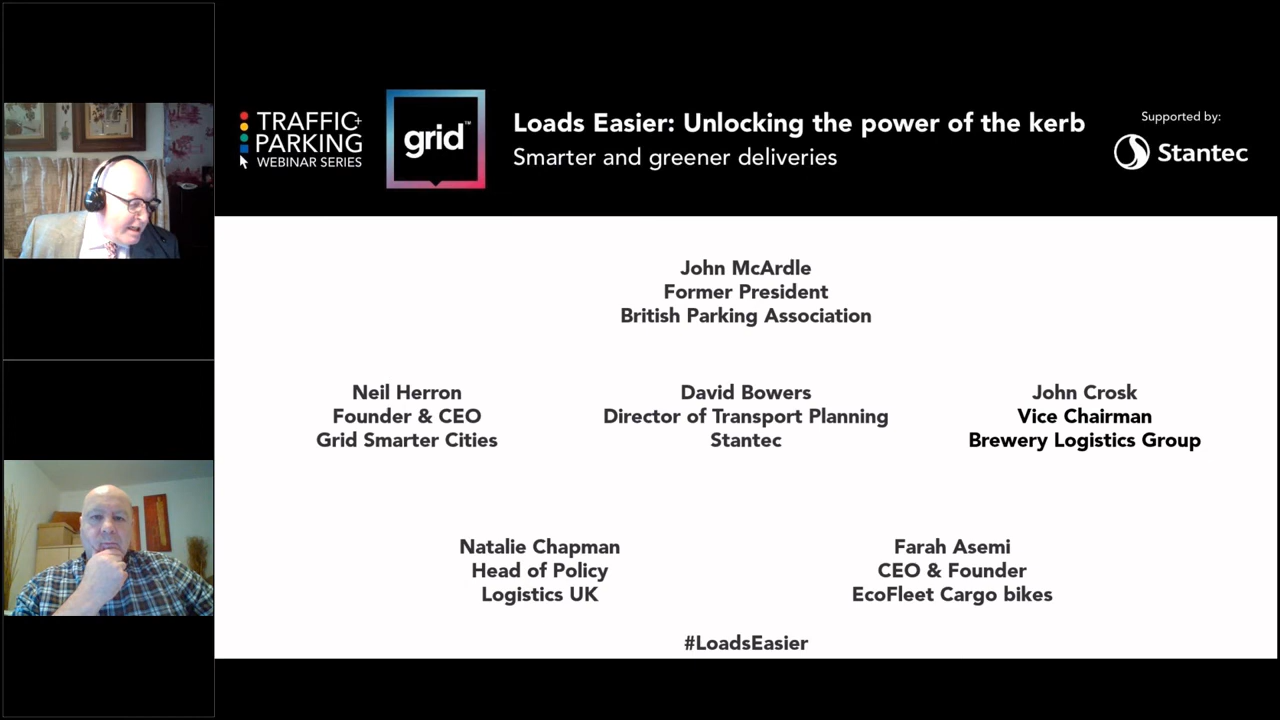 TRAFFIC+
PARKING
WEBINAR SERIES
grid™
Loads Easier: Unlocking the power of the kerb
Smarter and greener deliveries
Supported by:
Stantec
John McArdle
Former President
British Parking Association
Neil Herron
Founder & CEO
Grid Smarter Cities
David Bowers
Director of Transport Planning
Stantec
John Crosk
Vice Chairman
Brewery Logistics Group
Natalie Chapman
Head of Policy
Logistics UK
Farah Asemi
CEO & Founder
EcoFleet Cargo bikes
#LoadsEasier